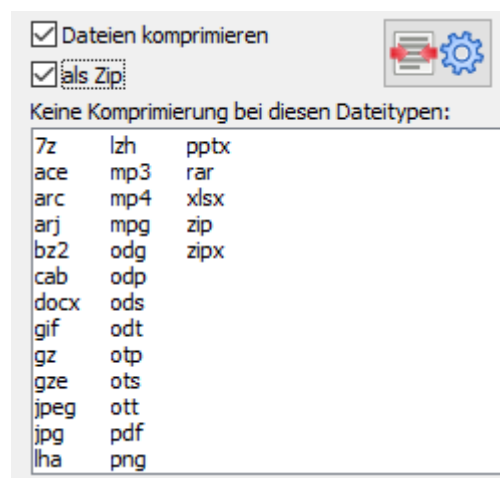 Dateien komprimieren
als Zip
Keine Komprimierung bei diesen Dateitypen:
7z lzh pptx
ace mp3 rar
arc mp4 xlsx
arj mpg zip
bz2 odg zipx
cab odp
docx ods
gif odt
gz otp
gze ots
jpeg ott
jpg pdf
lha png